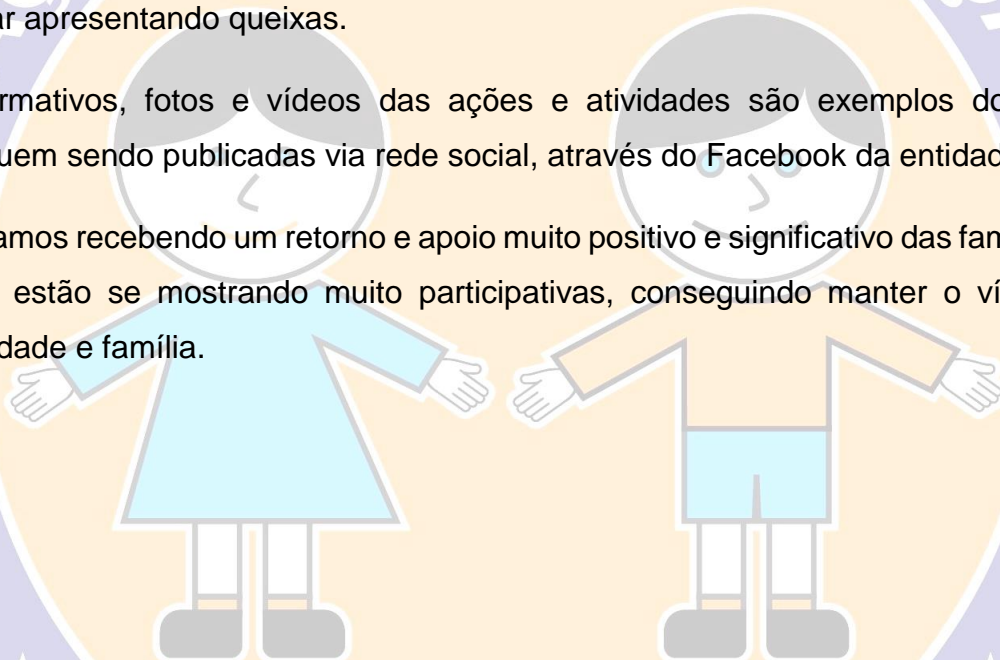 ar apresentando queixas.
rmativos, fotos e vídeos das ações e atividades são exemplos do
uem sendo publicadas via rede social, através do Facebook da entidad
amos recebendo um retorno e apoio muito positivo e significativo das fam
estão se mostrando muito participativas, conseguindo manter o ví
dade e família.